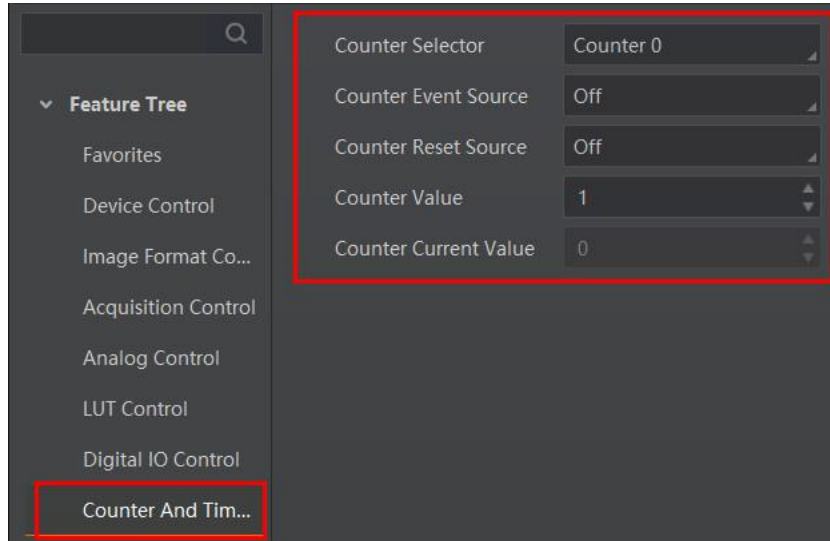 Feature Tree
Favorites
Device Control
Image Format Co...
Acquisition Control
Analog Control
LUT Control
Digital IO Control
Counter And Tim...
Counter Selector Counter 0
Counter Event Source Off
Counter Reset Source Off
Counter Value 1
Counter Current Value 0